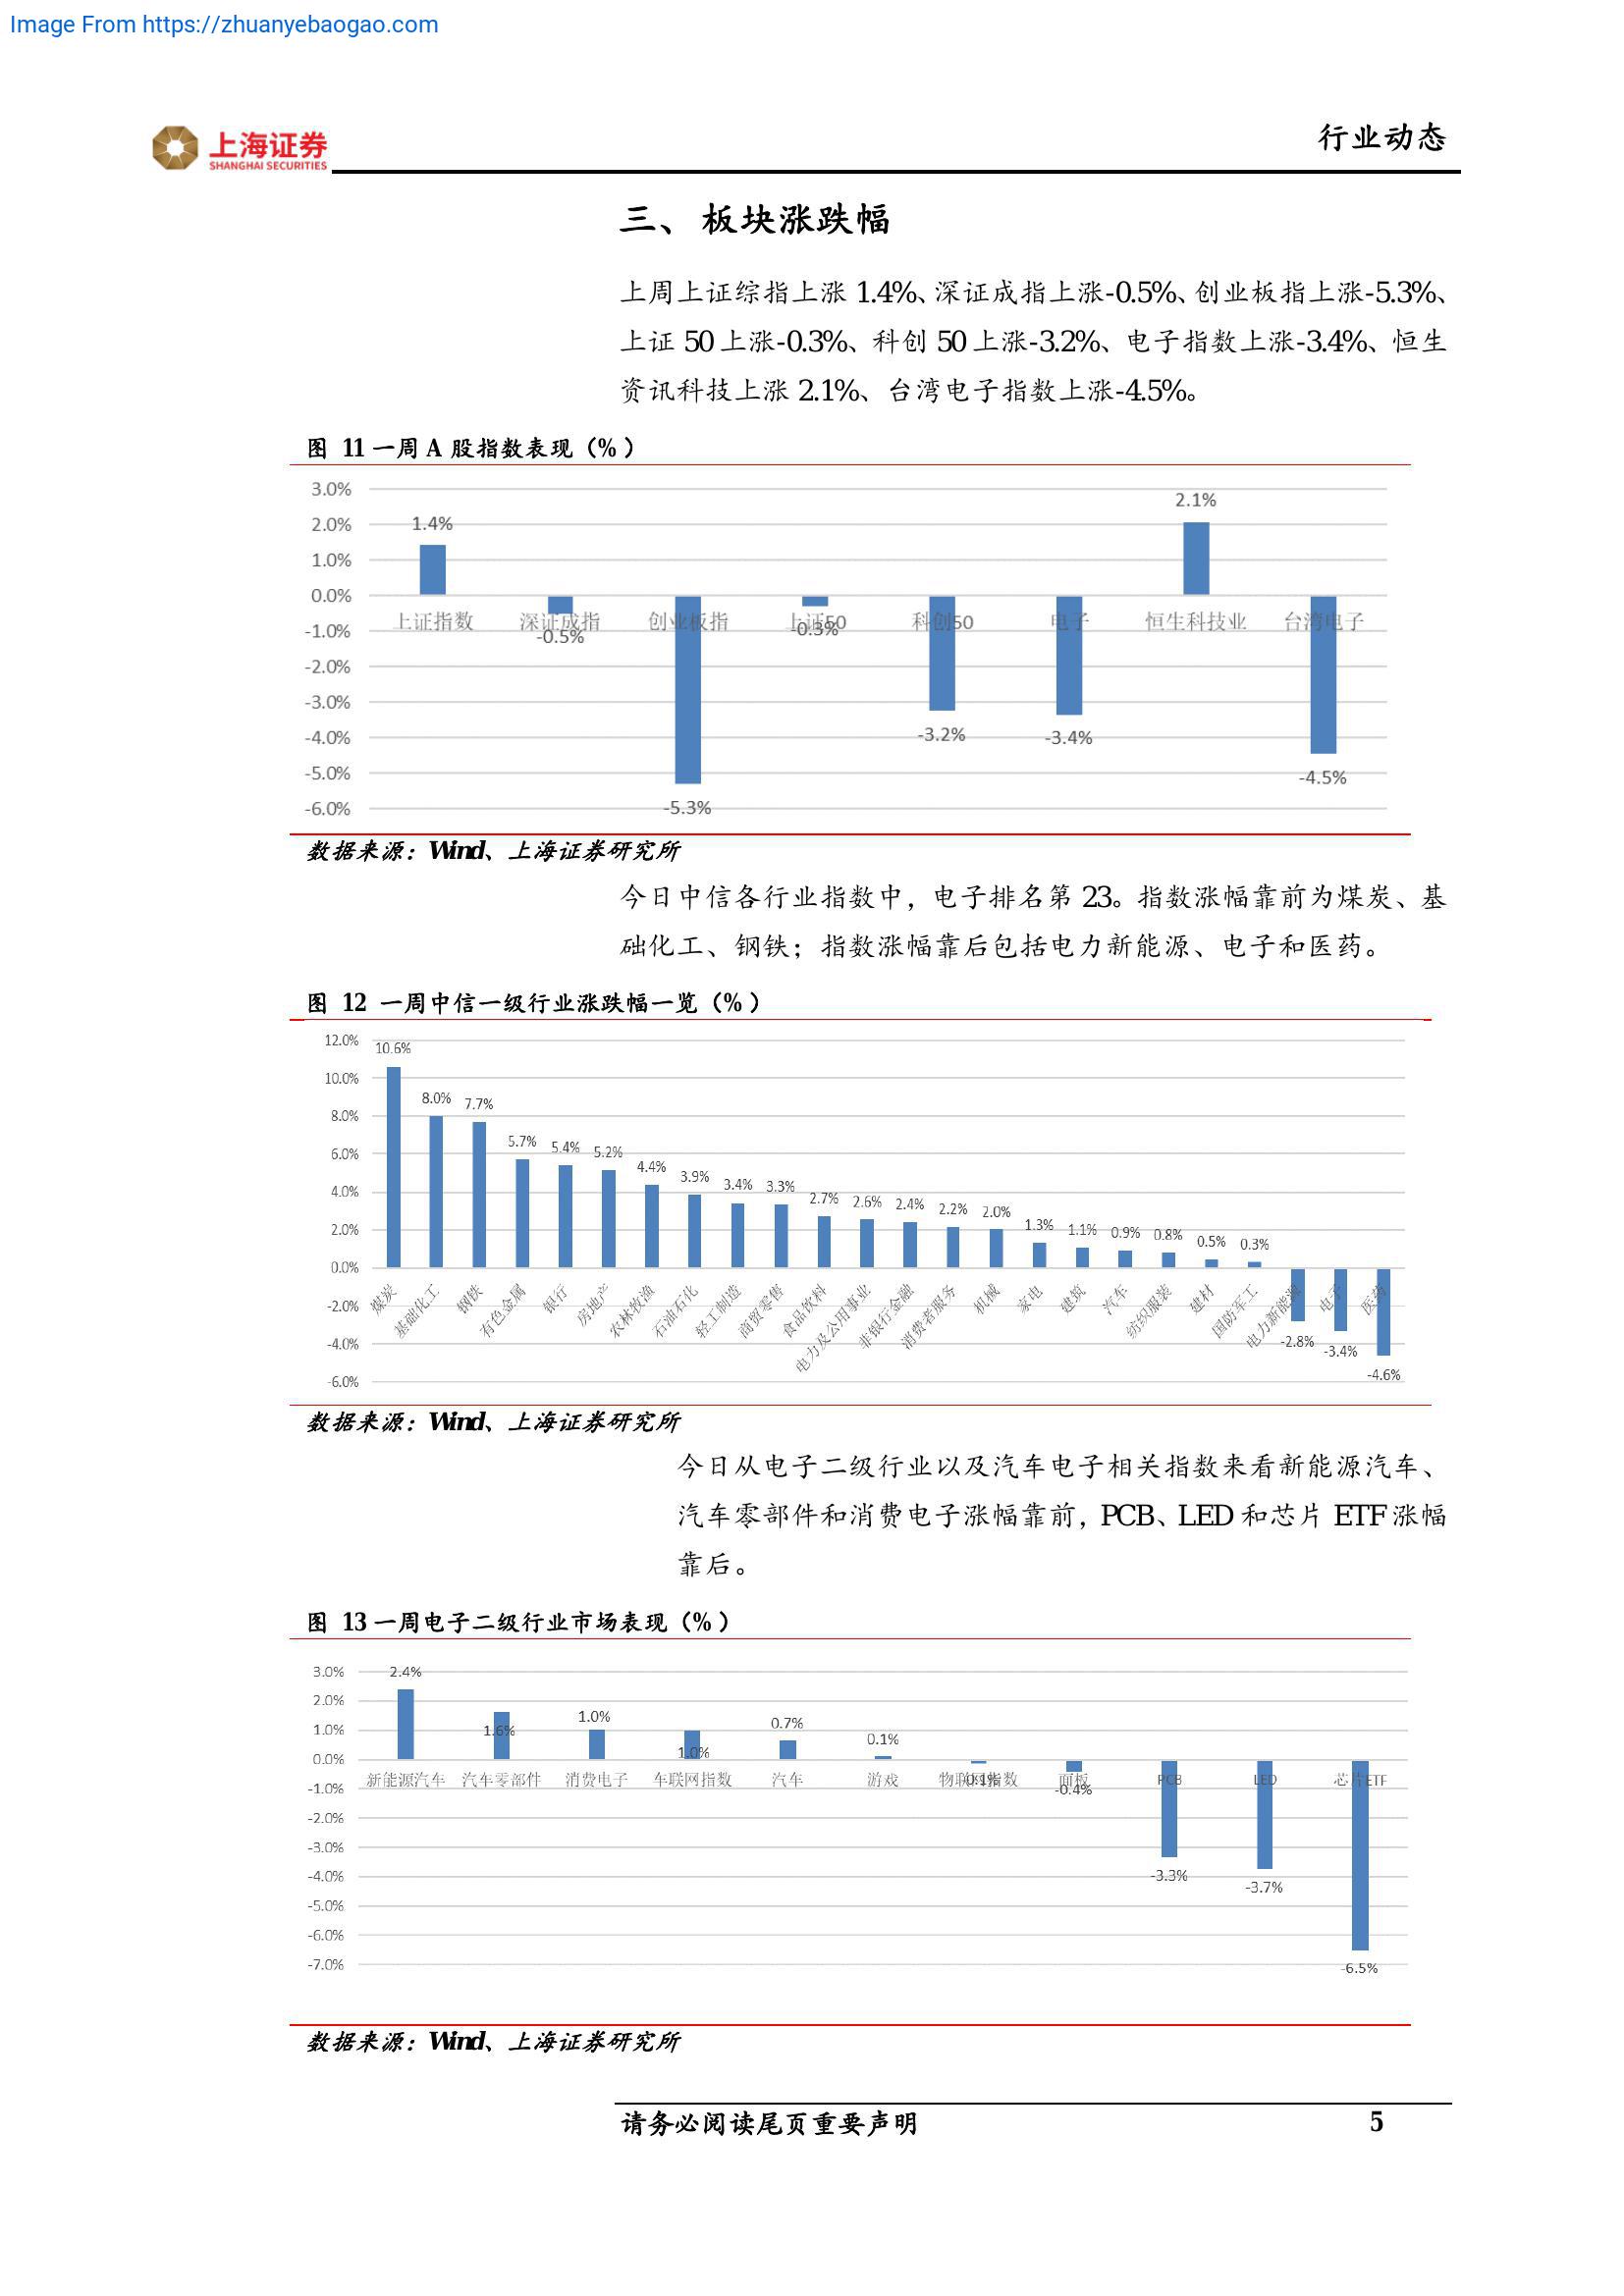 Image From https://zhuanyebaogao.com
上海证券
SHANGHAI SECURITIES
行业动态
三、 板块涨跌幅
上周上证综指上涨 1.4%、深证成指上涨-0.5%、创业板指上涨-5.3%、
上证 50 上涨-0.3%、科创 50 上涨-3.2%、电子指数上涨-3.4%、恒生
资讯科技上涨 2.1%、台湾电子指数上涨-4.5%。
图 11 一周 A 股指数表现（%）
3.0%
2.0%
1.0%
0.0%
-1.0%
-2.0%
-3.0%
-4.0%
-5.0%
-6.0%
1.4% -0.5% -5.3% -0.3% -3.2% -3.4% 2.1% -4.5%
上证指数 深证成指 创业板指 上证50 科创50 电子 恒生科技业 台湾电子
数据来源：Wind、上海证券研究所
今日中信各行业指数中，电子排名第 23。指数涨幅靠前为煤炭、基
础化工、钢铁；指数涨幅靠后包括电力新能源、电子和医药。
图 12 一周中信一级行业涨跌幅一览（%）
12.0%
10.0%
8.0%
6.0%
4.0%
2.0%
0.0%
-2.0%
-4.0%
-6.0%
10.6% 8.0% 7.7% 5.7% 5.4% 5.2% 4.4% 3.9% 3.4% 3.3% 2.7% 2.6% 2.4% 2.2% 2.0% 1.3% 1.1% 0.9% 0.8% 0.5% 0.3% -2.8% -3.4% -4.6%
煤炭 基础化工 钢铁 有色金属 银行 房地产 农林牧渔 石油石化 轻工制造 商贸零售 食品饮料 电力及公用事业 非银行金融 消费者服务 机械 家电 建筑 汽车 纺织服装 建材 国防军工 电力新能源 电子 医药
数据来源：Wind、上海证券研究所
今日从电子二级行业以及汽车电子相关指数来看新能源汽车、
汽车零部件和消费电子涨幅靠前，PCB、LED 和芯片 ETF 涨幅
靠后。
图 13 一周电子二级行业市场表现（%）
3.0%
2.0%
1.0%
0.0%
-1.0%
-2.0%
-3.0%
-4.0%
-5.0%
-6.0%
-7.0%
2.4% 1.6% 1.0% 1.0% 0.7% 0.1% -0.1% -0.4% -3.3% -3.7% -6.5%
新能源汽车 汽车零部件 消费电子 车联网指数 汽车 游戏 物联网指数 面板 PCB LED 芯片ETF
数据来源：Wind、上海证券研究所
请务必阅读尾页重要声明 5